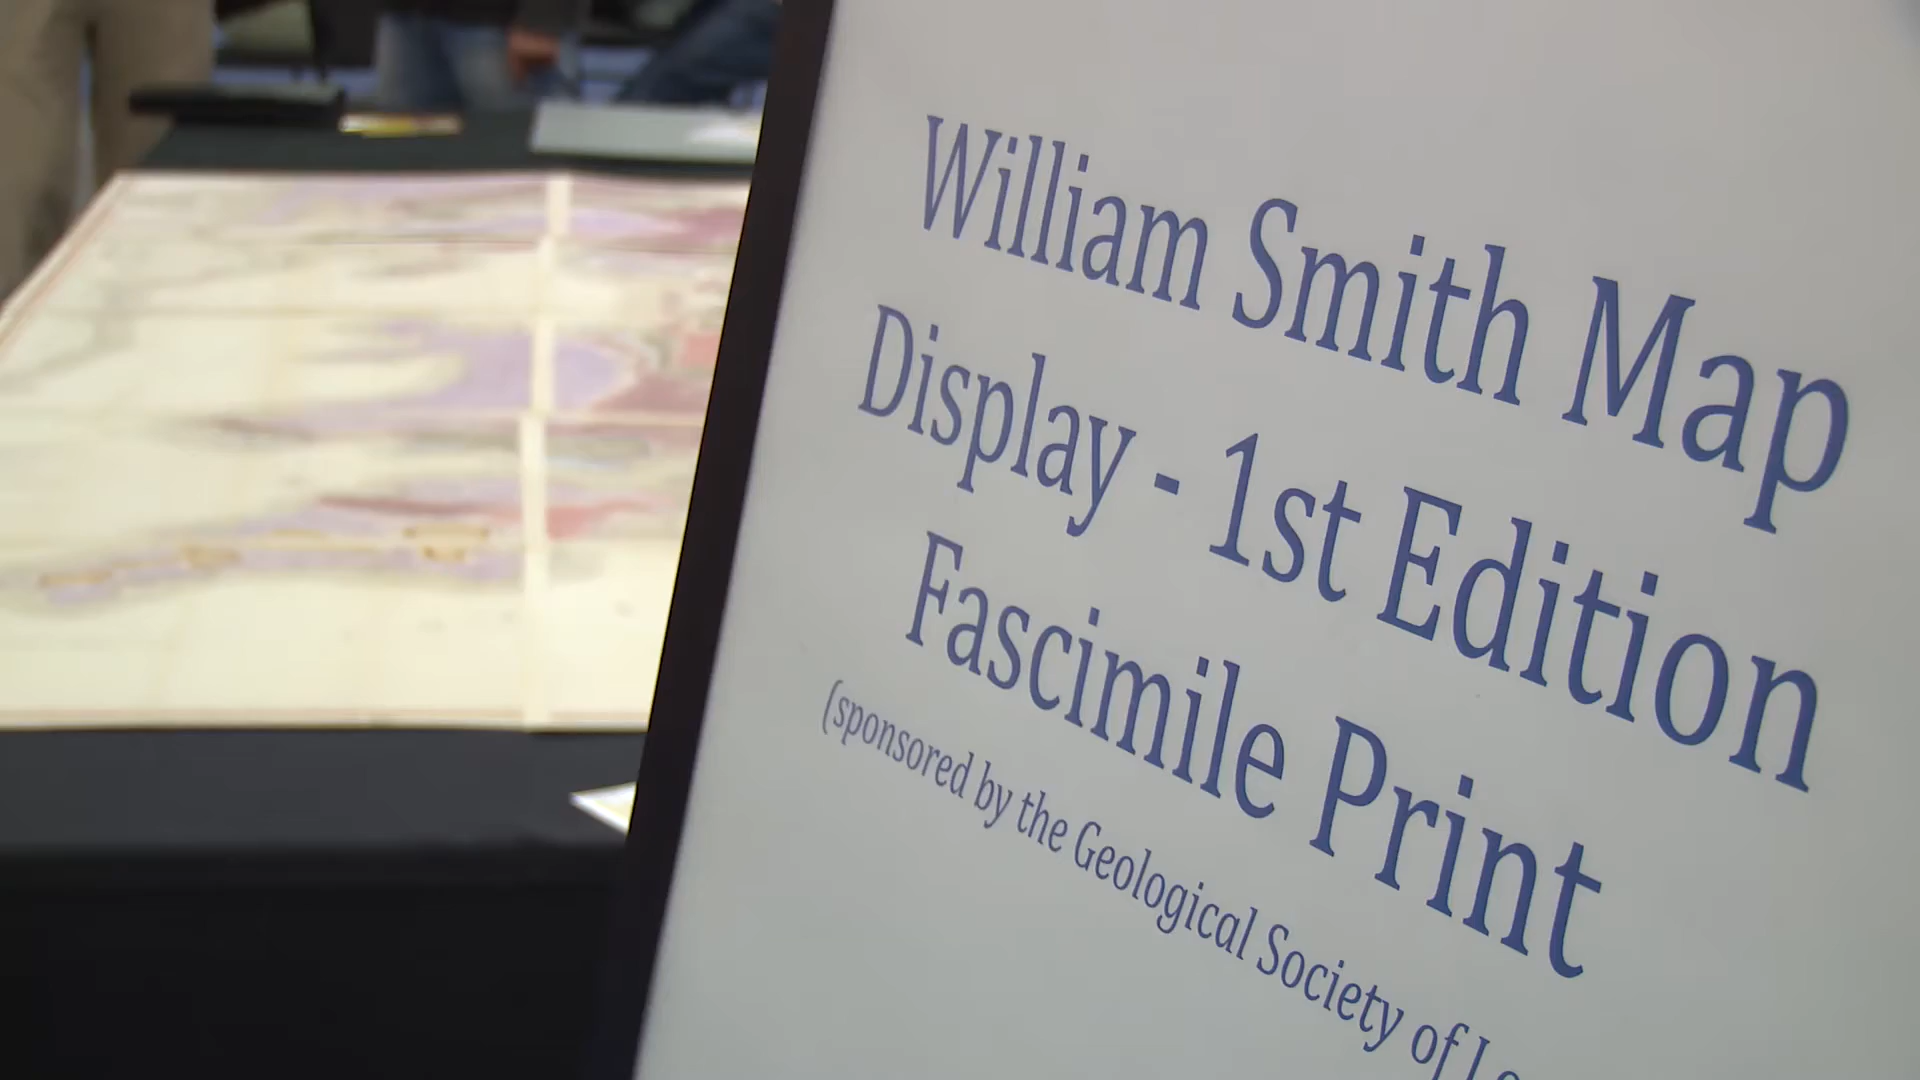 William Smith Map
Display - 1st Edition
Fascimile Print
(sponsored by the Geological Society of